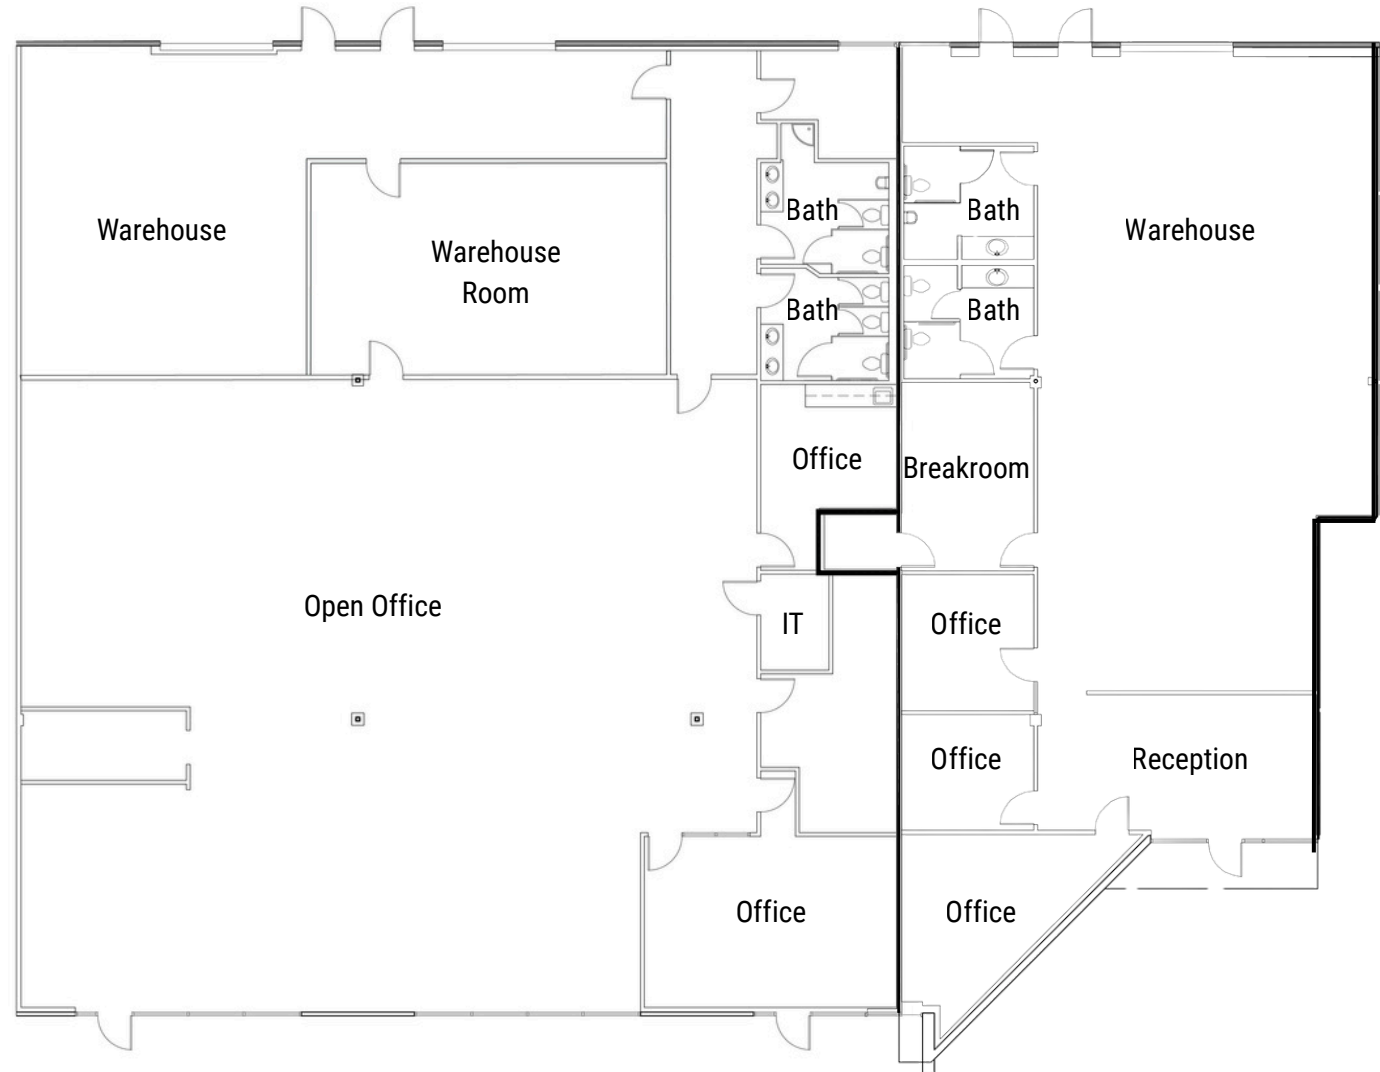 Warehouse
Warehouse
Room
Bath
Bath
Warehouse
Bath
Bath
Office
Breakroom
Open Office
IT
Office
Office
Reception
Office
Office